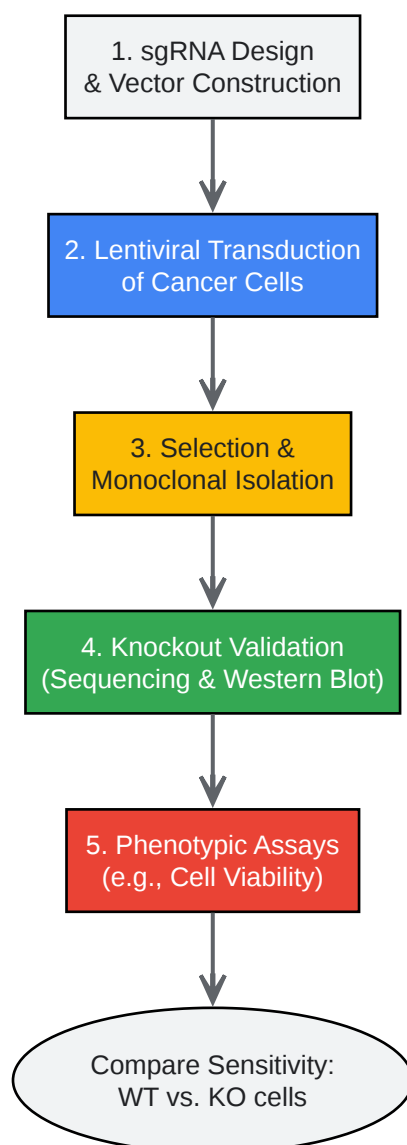 1. sgRNA Design
& Vector Construction
2. Lentiviral Transduction
of Cancer Cells
3. Selection &
Monoclonal Isolation
4. Knockout Validation
(Sequencing & Western Blot)
5. Phenotypic Assays
(e.g., Cell Viability)
Compare Sensitivity:
WT vs. KO cells